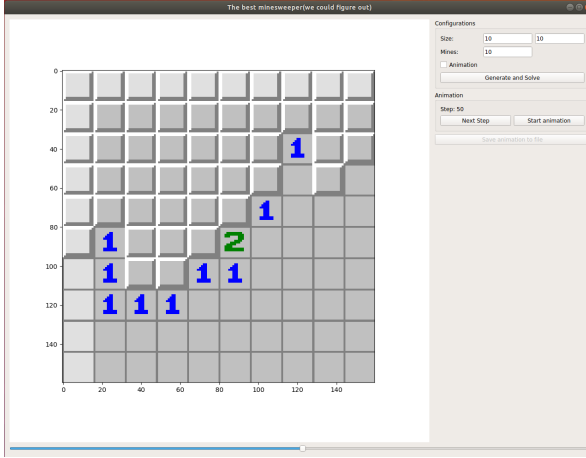 The best minesweeper(we could figure out)
Configurations
Size: 10 10
Mines: 10
Animation
Generate and Solve
Animation
Step: 50
Next Step Start animation
Save animation to file
0
20
40 1
60
80 1
1 2
100 1 1 1
120 1 1 1
140
0 20 40 60 80 100 120 140